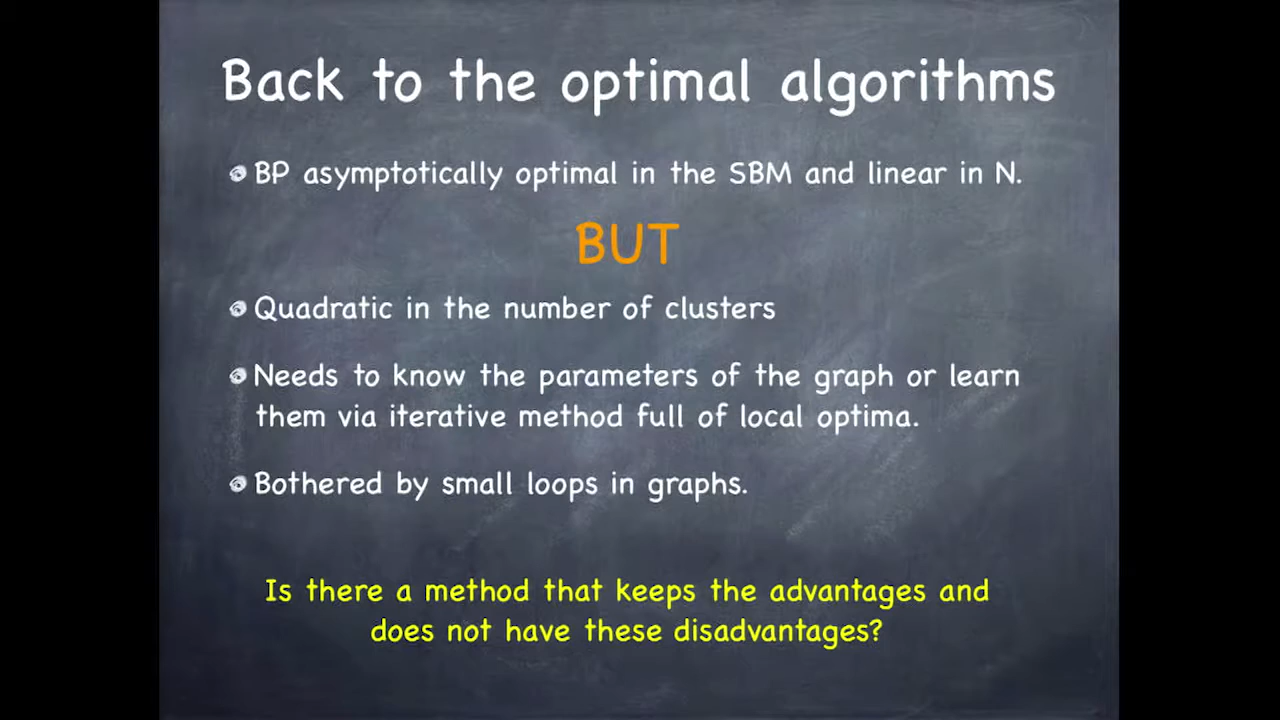 Back to the optimal algorithms
BP asymptotically optimal in the SBM and linear in N.
BUT
Quadratic in the number of clusters
Needs to know the parameters of the graph or learn
them via iterative method full of local optima.
Bothered by small loops in graphs.
Is there a method that keeps the advantages and
does not have these disadvantages?